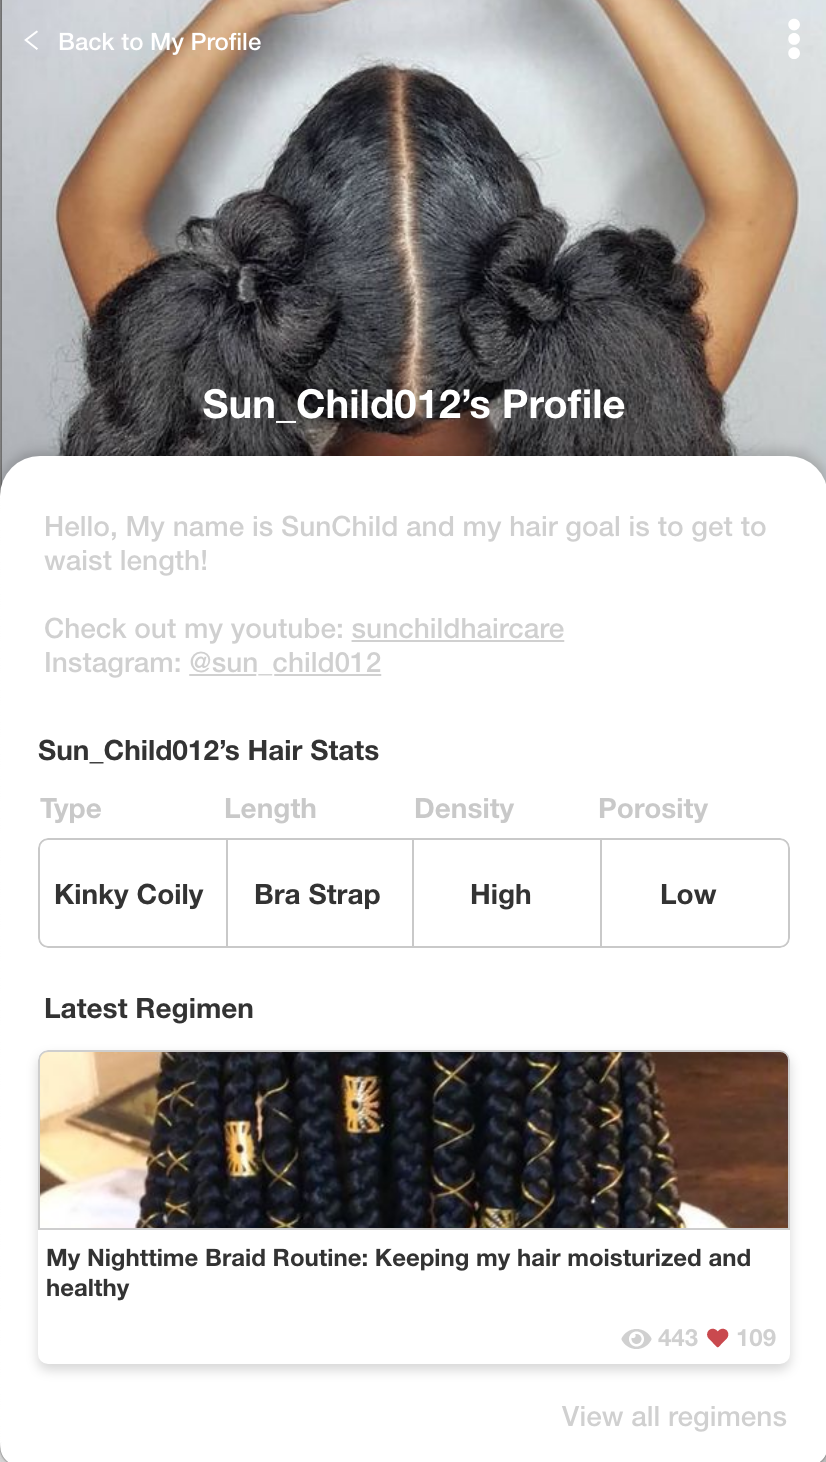 Back to My Profile
Sun_Child012’s Profile
Hello, My name is SunChild and my hair goal is to get to
waist length!
Check out my youtube: sunchildhaircare
Instagram: @sun_child012
Sun_Child012’s Hair Stats
Type Length Density Porosity
Kinky Coily Bra Strap High Low
Latest Regimen
My Nighttime Braid Routine: Keeping my hair moisturized and
healthy
443 109
View all regimens